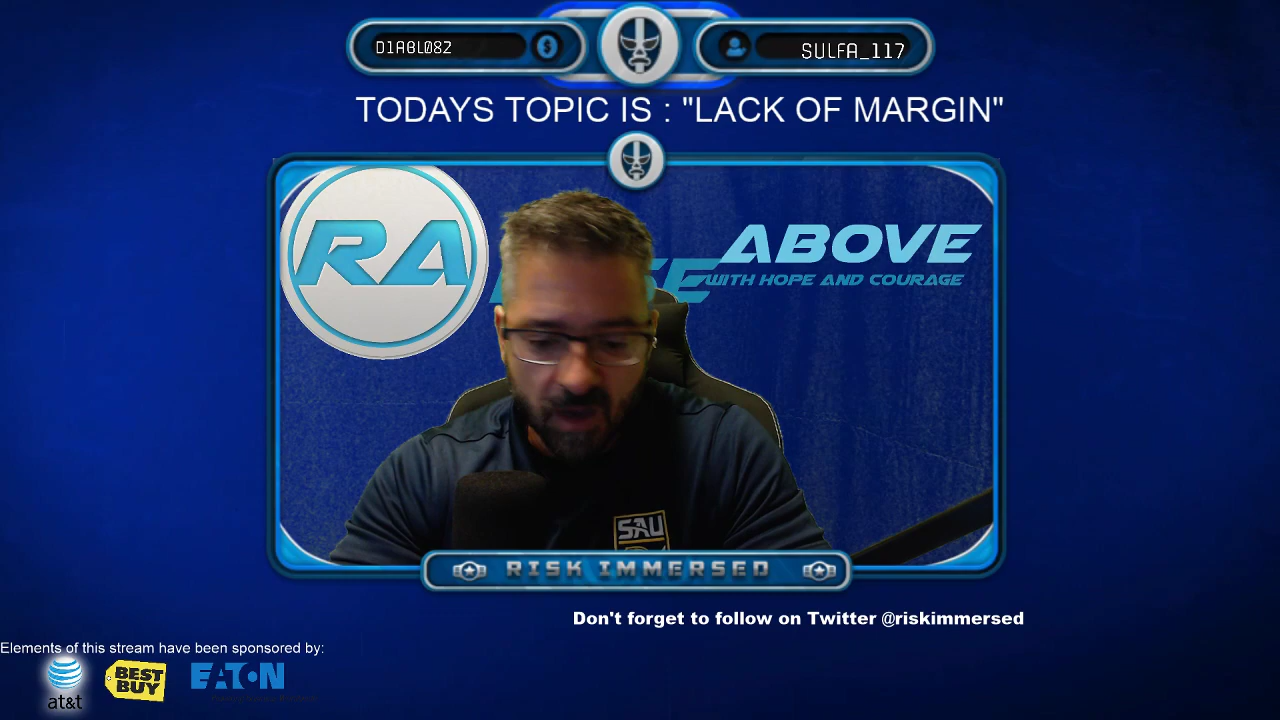 D1ABL082
SULFA_117
TODAYS TOPIC IS : "LACK OF MARGIN"
RA
ABOVE
WITH HOPE AND COURAGE
SAU
RISK IMMERSED
Don't forget to follow on Twitter @riskimmersed
Elements of this stream have been sponsored by:
at&t
BEST
BUY
EATON